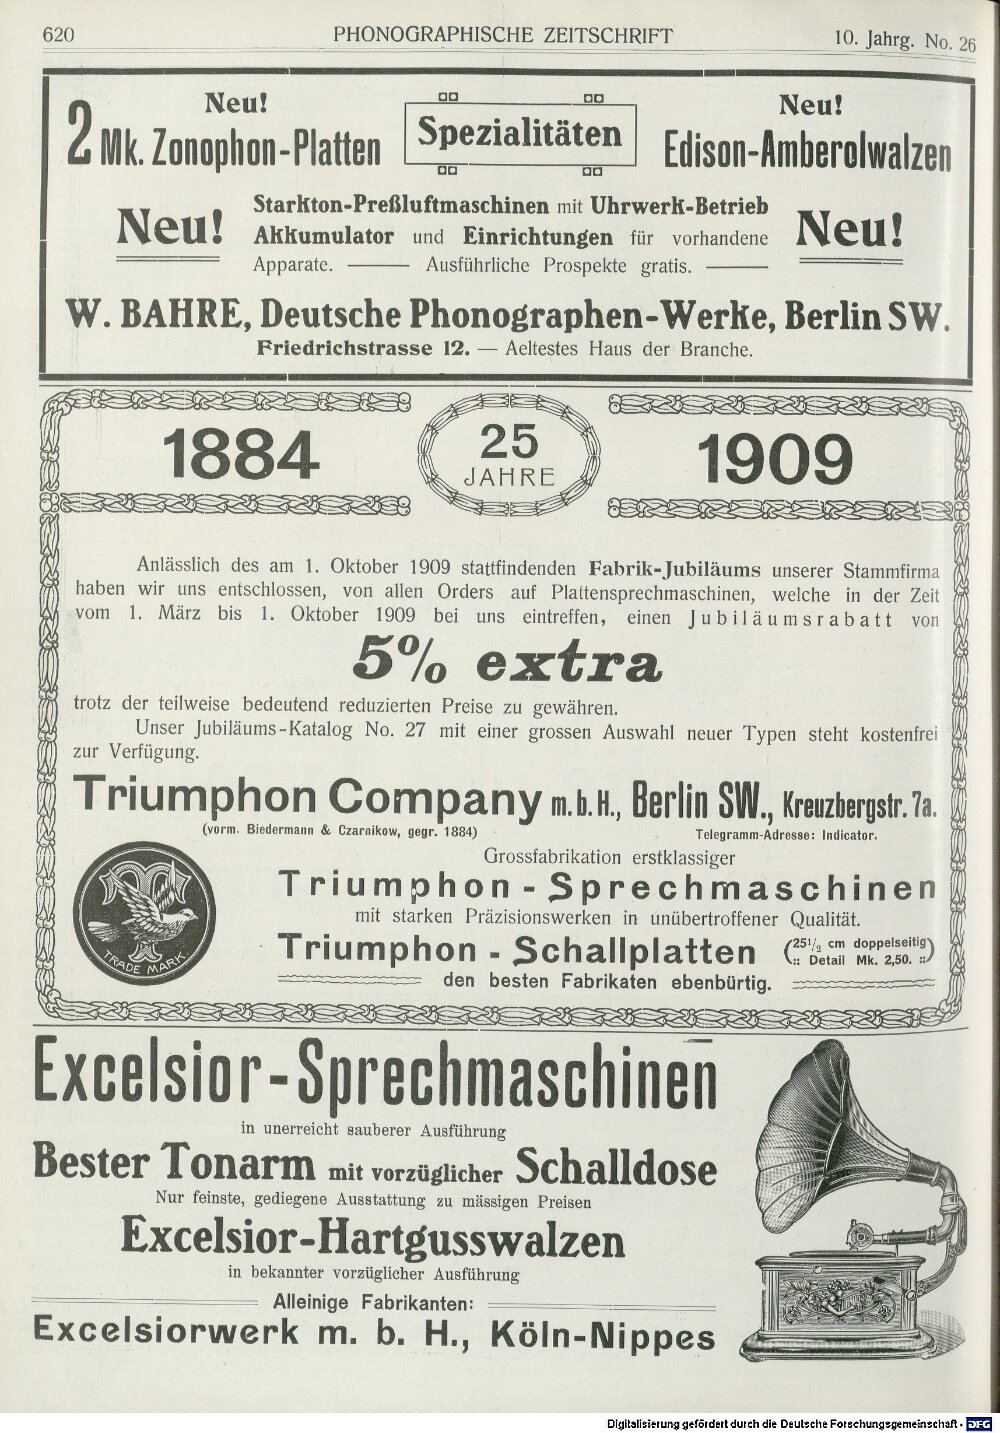 620
PHONOGRAPHISCHE ZEITSCHRIFT
10. Jahrg. No. 26
Neu!
2 Mk. Zonophon-Platten
Spezialitäten
Neu!
Edison-Amberolwalzen
Neu!
Starkton-Preßluftmaschinen mit Uhrwerk-Betrieb
Akkumulator und Einrichtungen für vorhandene
Apparate. — Ausführliche Prospekte gratis. —
Neu!
W. BAHRE, Deutsche Phonographen-Werke, Berlin SW.
Friedrichstrasse 12. — Aeltestes Haus der Branche.
1884
25
JAHRE
1909
Anlässlich des am 1. Oktober 1909 stattfindenden Fabrik-Jubiläums unserer Stammfirma
haben wir uns entschlossen, von allen Orders auf Plattensprechmaschinen, welche in der Zeit
vom 1. März bis 1. Oktober 1909 bei uns eintreffen, einen Jubiläumsrabatt von
5% extra
trotz der teilweise bedeutend reduzierten Preise zu gewähren.
Unser Jubiläums-Katalog No. 27 mit einer grossen Auswahl neuer Typen steht kostenfrei
zur Verfügung.
Triumphon Company m. b. H., Berlin SW., Kreuzbergstr. 7a.
(vorm. Biedermann & Czarnikow, gegr. 1884)
Telegramm-Adresse: Indicator.
Grossfabrikation erstklassiger
Triumphon-Sprechmaschinen
mit starken Präzisionswerken in unübertroffener Qualität.
Triumphon-Schallplatten (25½ cm doppelseitig
:: Detail Mk. 2,50. ::)
den besten Fabrikaten ebenbürtig.
TRADE MARK
Excelsior-Sprechmaschinen
in unerreicht sauberer Ausführung
Bester Tonarm mit vorzüglicher Schalldose
Nur feinste, gediegene Ausstattung zu mässigen Preisen
Excelsior-Hartgusswalzen
in bekannter vorzüglicher Ausführung
Alleinige Fabrikanten:
Excelsiorwerk m. b. H., Köln-Nippes
Digitalisierung gefördert durch die Deutsche Forschungsgemeinschaft - DFG